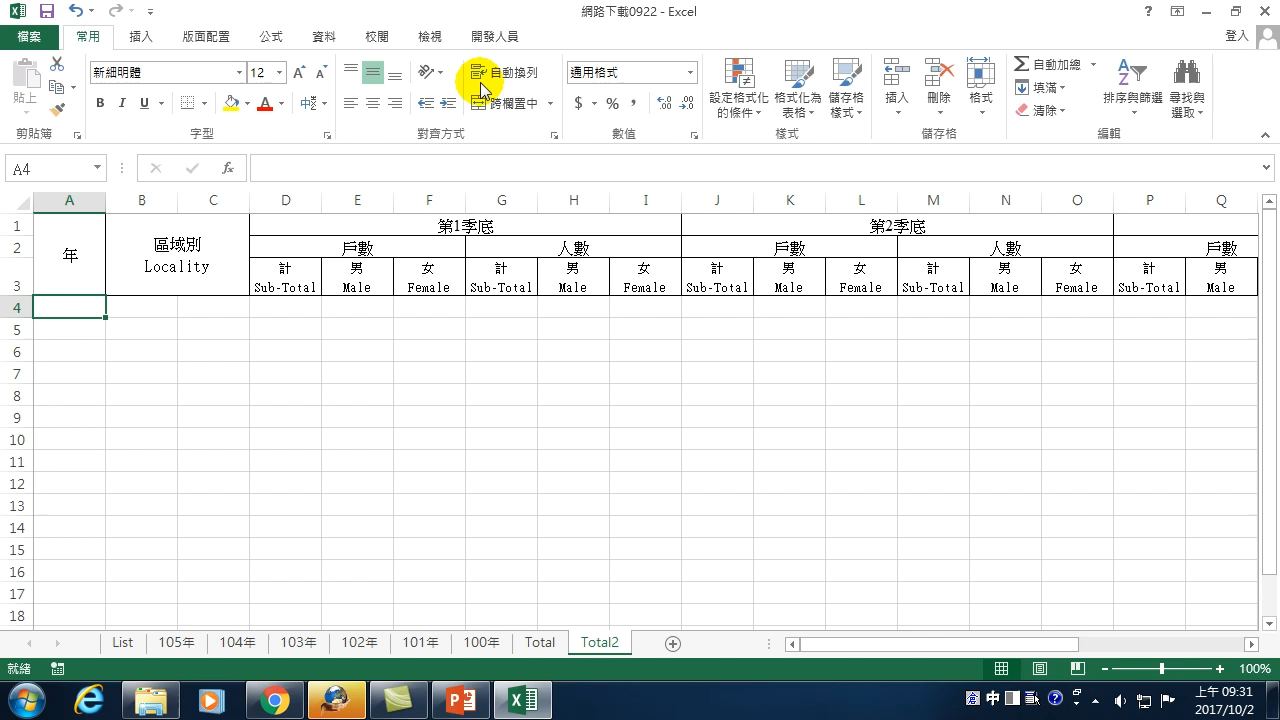 網路下載0922 - Excel
檔案 常用 插入 版面配置 公式 資料 校閱 檢視 開發人員 登入
貼上 新細明體 12 自動換列 通用格式 設定格式化的條件 格式化為表格 儲存格樣式 插入 刪除 格式 自動加總 填滿 清除 排序與篩選 尋找與選取
B I U 跨欄置中 $ %
剪貼簿 字型 對齊方式 數值 樣式 儲存格 編輯
A4 fx
A B C D E F G H I J K L M N O P Q
1 第1季底 第2季底
2 年 區域別 戶數 人數 戶數 人數 戶數
Locality
3 計 男 女 計 男 女 計 男 女 計 男 女 計 男
Sub-Total Male Female Sub-Total Male Female Sub-Total Male Female Sub-Total Male Female Sub-Total Male
4
5
6
7
8
9
10
11
12
13
14
15
16
17
18
List 105年 104年 103年 102年 101年 100年 Total Total2
就緒 100%
中 上午 09:31
2017/10/2